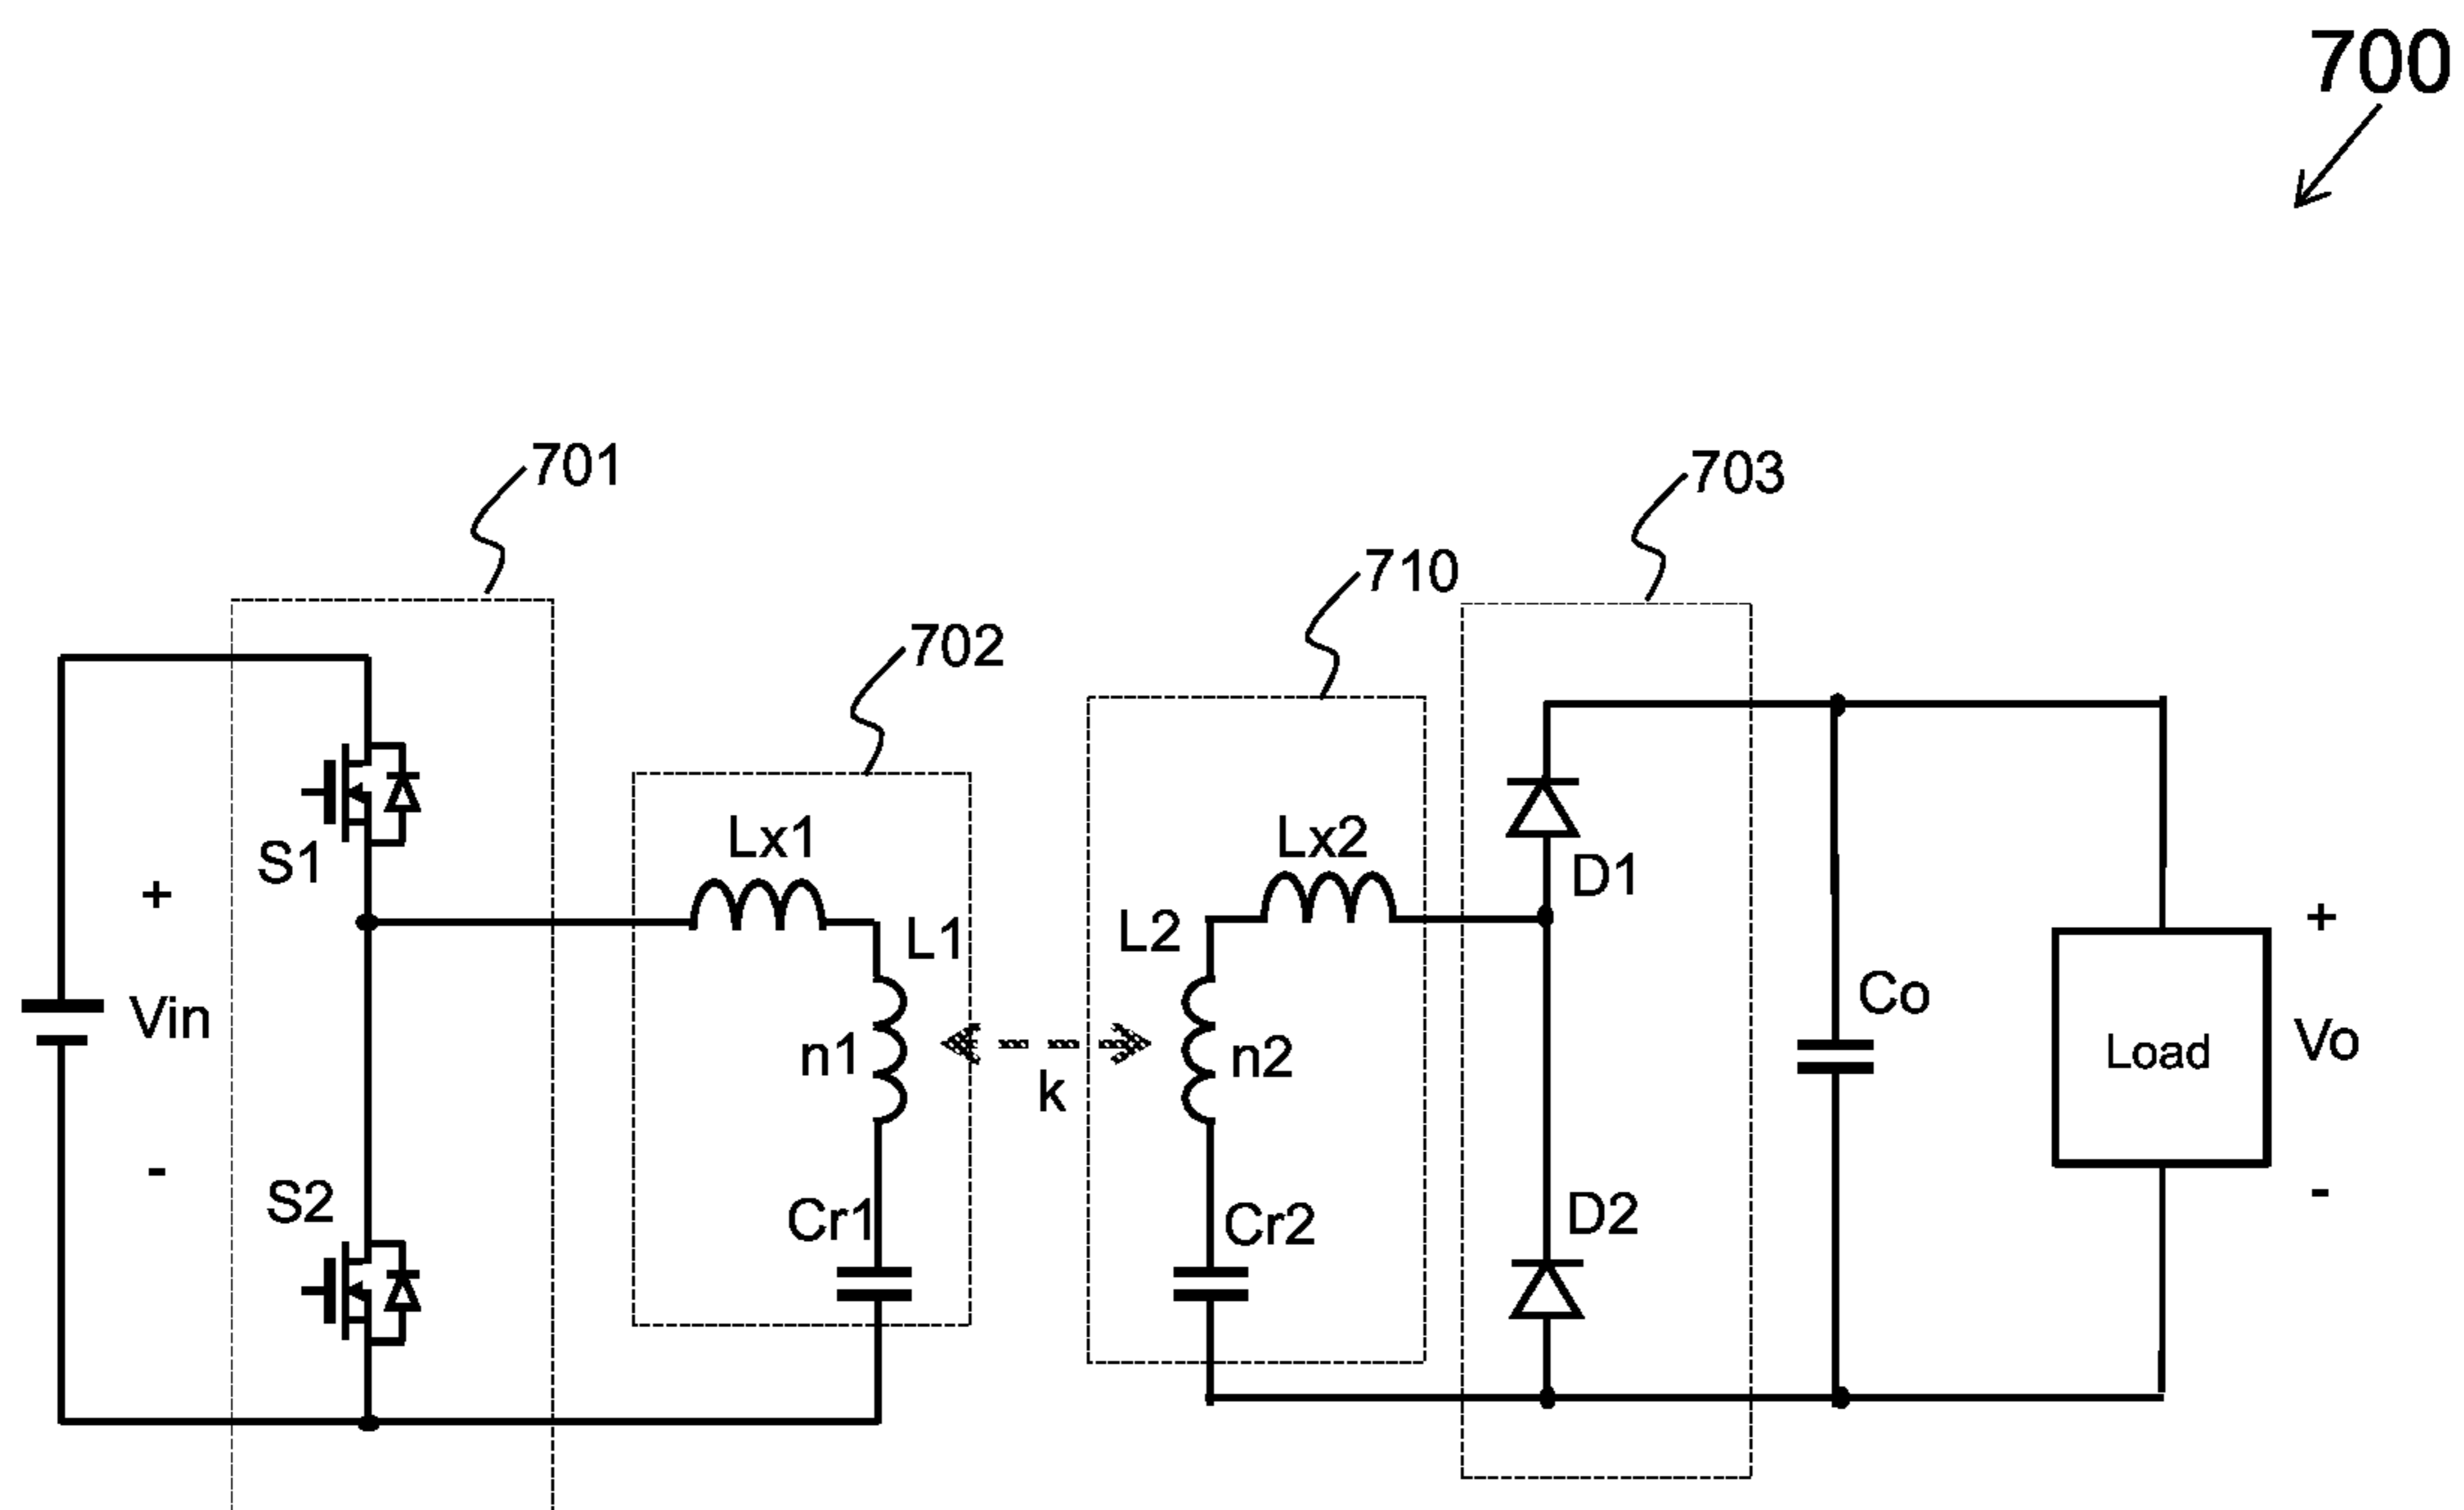 700
701
703
710
702
Lx1
Lx2
S1
D1
+
L1
L2
+
Vin
n1
k
n2
Co
Load
Vo
-
S2
Cr1
Cr2
D2
-